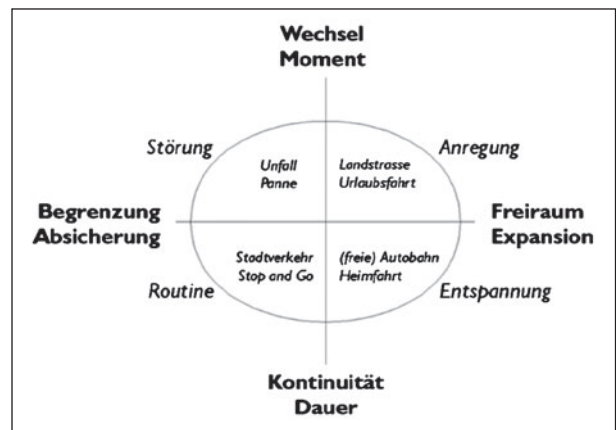 Wechsel
Moment
Störung
Anregung
Unfall
Panne
Landstrasse
Urlaubsfahrt
Begrenzung
Absicherung
Freiraum
Expansion
Stadtverkehr
Stop and Go
(freie) Autobahn
Heimfahrt
Routine
Entspannung
Kontinuität
Dauer